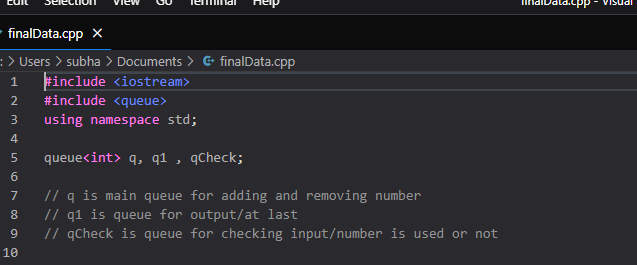 Edit Selection View Go Terminal Help finalData.cpp - Visual
finalData.cpp ×
: > Users > subha > Documents > C++ finalData.cpp
1 #include <iostream>
2 #include <queue>
3 using namespace std;
4
5 queue<int> q, q1 , qCheck;
6
7 // q is main queue for adding and removing number
8 // q1 is queue for output/at last
9 // qCheck is queue for checking input/number is used or not
10